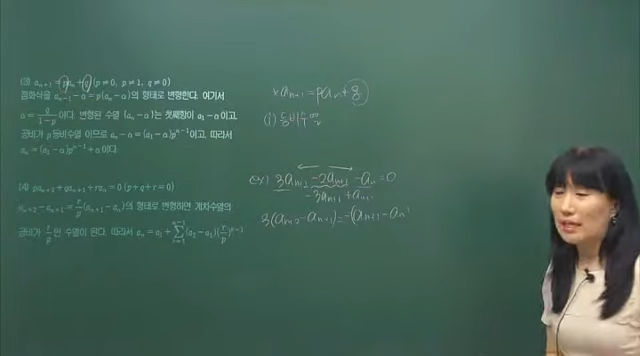 (3) aₙ₊₁ = paₙ + q (p≠0, p≠1, q≠0)
점화식을 aₙ₊₁ − α = p(aₙ − α)의 형태로 변형한다. 여기서
α = q/(1−p) 이다. 변형된 수열 {aₙ − α}는 첫째항이 a₁ − α이고,
공비가 p 등비수열 이므로 aₙ − α = (a₁ − α)pⁿ⁻¹이고, 따라서
aₙ = (a₁ − α)pⁿ⁻¹ + α이다.
(4) paₙ₊₂ + qaₙ₊₁ + raₙ = 0 (p+q+r=0)
aₙ₊₂ − aₙ₊₁ = r/p (aₙ₊₁ − aₙ)의 형태로 변형하면 계차수열의
공비가 r/p 인 수열이 된다. 따라서 aₙ = a₁ +
* aₙ₊₁ = paₙ + q
(i) 등비수열
ex) 3aₙ₊₂ − 2aₙ₊₁ − aₙ = 0
−3aₙ₊₁ + aₙ₊₁
3(aₙ₊₂ − aₙ₊₁) = −(aₙ₊₁ − aₙ)